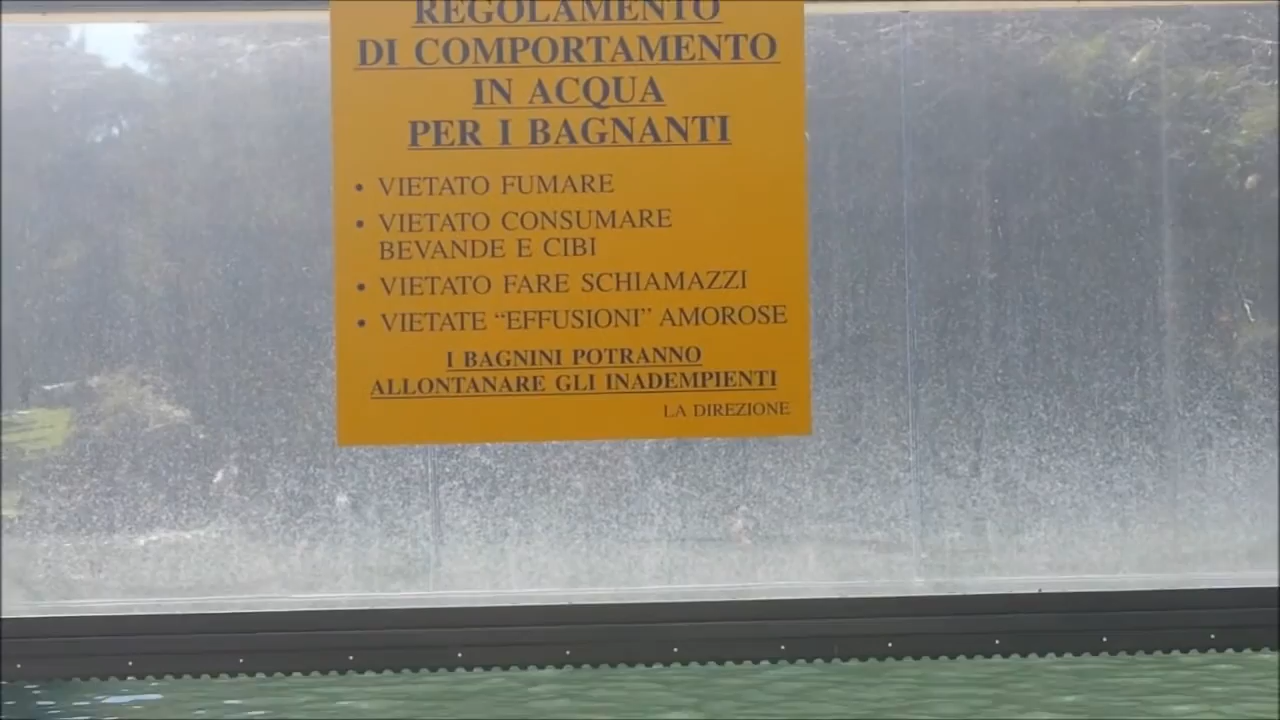 REGOLAMENTO
DI COMPORTAMENTO
IN ACQUA
PER I BAGNANTI
• VIETATO FUMARE
• VIETATO CONSUMARE
BEVANDE E CIBI
• VIETATO FARE SCHIAMAZZI
• VIETATE “EFFUSIONI” AMOROSE
I BAGNINI POTRANNO
ALLONTANARE GLI INADEMPIENTI
LA DIREZIONE